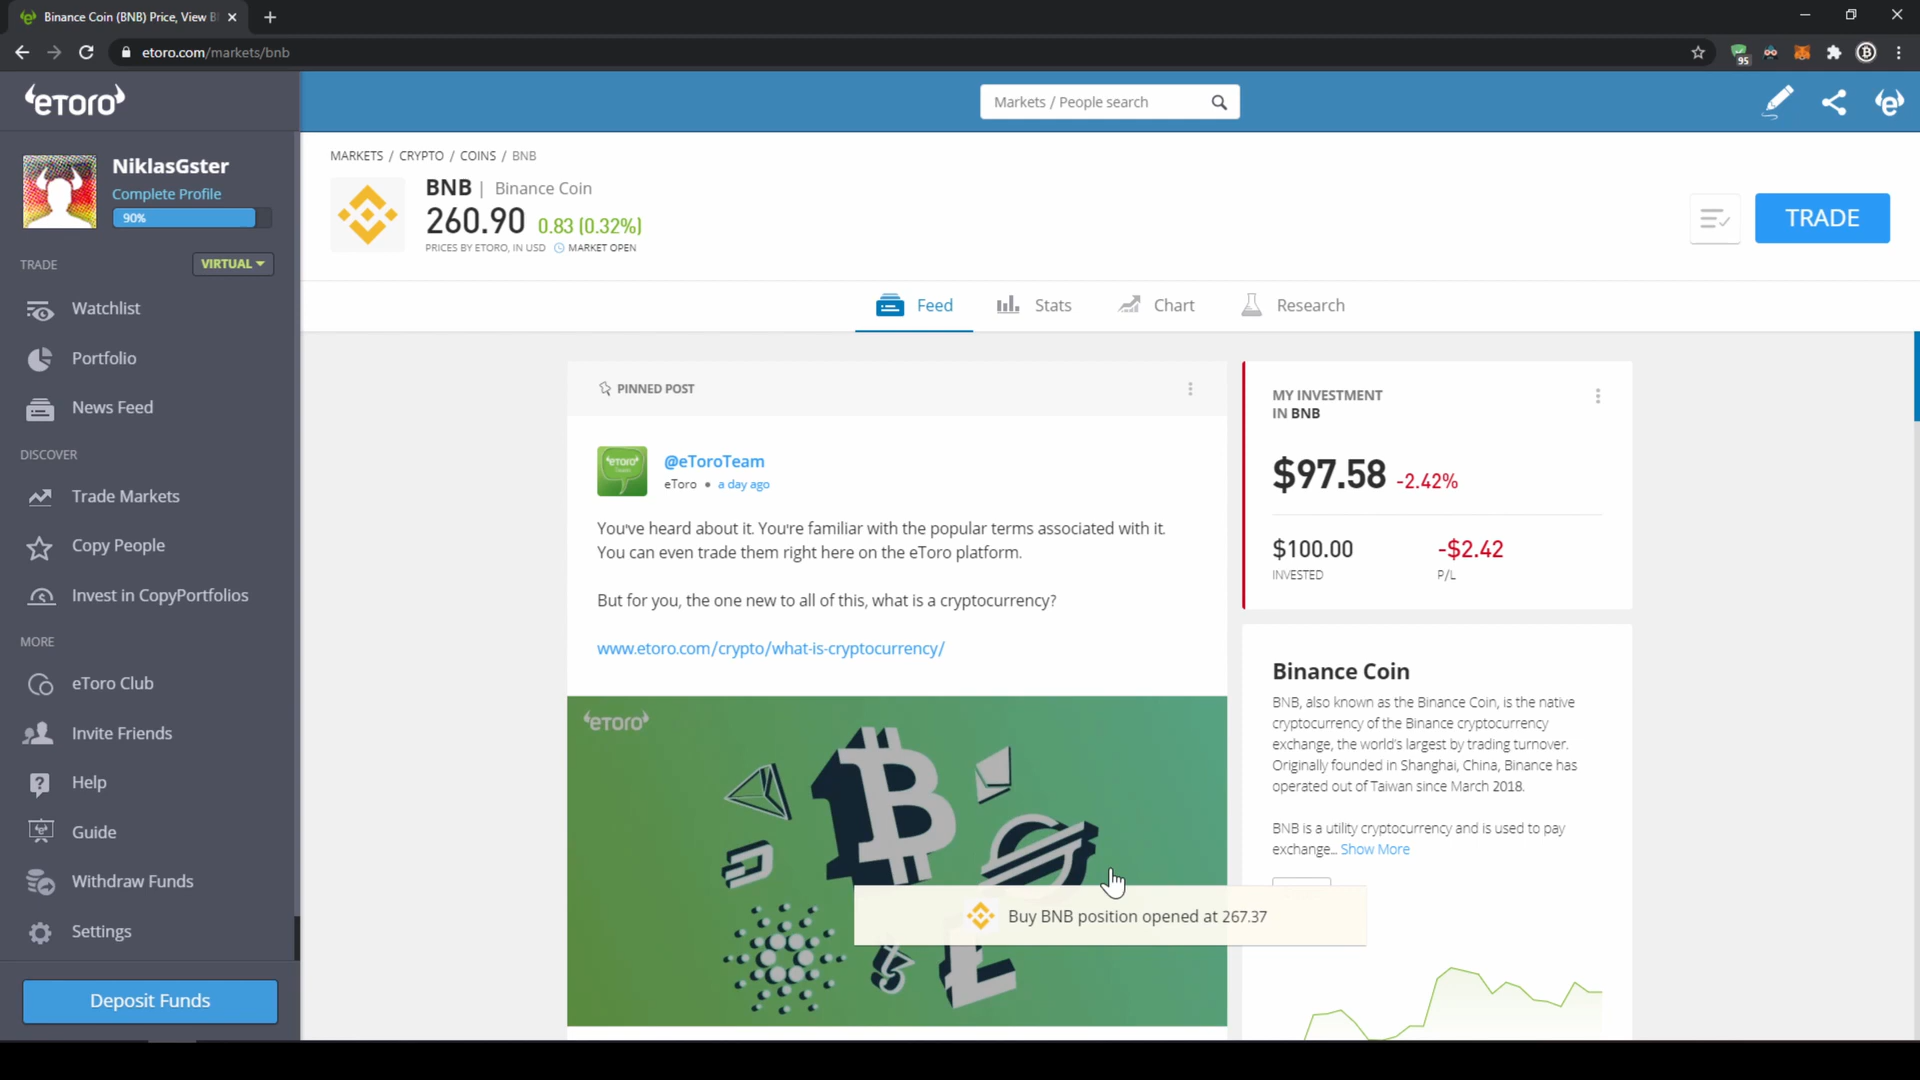 Binance Coin (BNB) Price, View B
etoro.com/markets/bnb
95
eTORO
Markets / People search
NiklasGster
Complete Profile
90%
TRADE
VIRTUAL
Watchlist
Portfolio
News Feed
DISCOVER
Trade Markets
Copy People
Invest in CopyPortfolios
MORE
eToro Club
Invite Friends
Help
Guide
Withdraw Funds
Settings
Deposit Funds
MARKETS / CRYPTO / COINS / BNB
BNB | Binance Coin
260.90 0.83 (0.32%)
PRICES BY ETORO, IN USD MARKET OPEN
TRADE
Feed
Stats
Chart
Research
PINNED POST
eTORO
@eToroTeam
eToro • a day ago
You've heard about it. You're familiar with the popular terms associated with it.
You can even trade them right here on the eToro platform.
But for you, the one new to all of this, what is a cryptocurrency?
www.etoro.com/crypto/what-is-cryptocurrency/
eTORO
Buy BNB position opened at 267.37
MY INVESTMENT
IN BNB
$97.58 -2.42%
$100.00 -$2.42
INVESTED P/L
Binance Coin
BNB, also known as the Binance Coin, is the native
cryptocurrency of the Binance cryptocurrency
exchange, the world's largest by trading turnover.
Originally founded in Shanghai, China, Binance has
operated out of Taiwan since March 2018.
BNB is a utility cryptocurrency and is used to pay
exchange... Show More